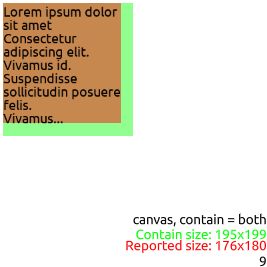 Lorem ipsum dolor
sit amet
Consectetur
adipiscing elit.
Vivamus id.
Suspendisse
sollicitudin posuere
felis.
Vivamus...
canvas, contain = both
Contain size: 195x199
Reported size: 176x180
9